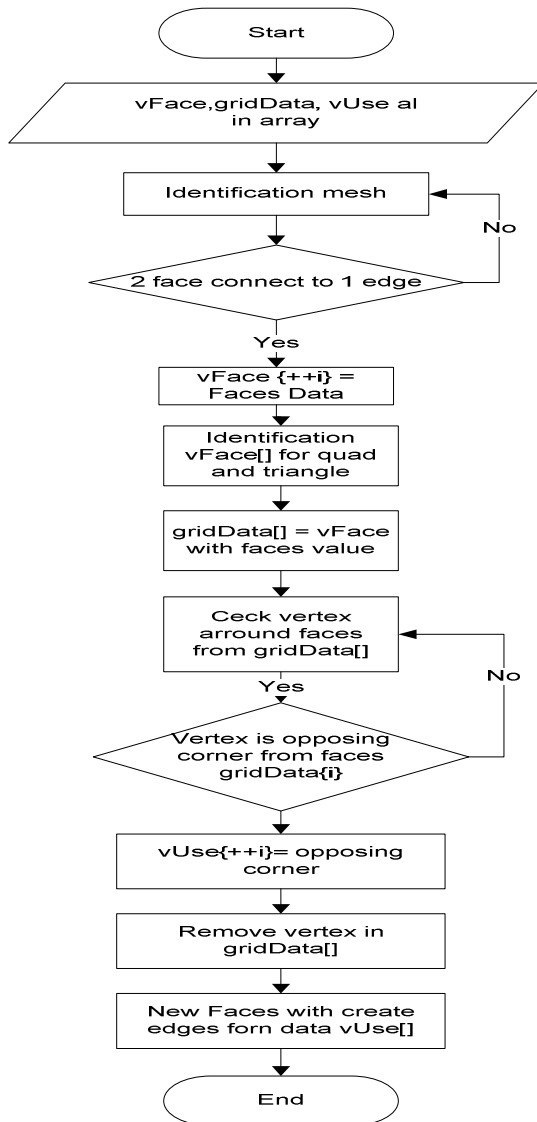 Start
vFace,gridData, vUse al
in array
Identification mesh
No
2 face connect to 1 edge
Yes
vFace {++i} =
Faces Data
Identification
vFace[] for quad
and triangle
gridData[] = vFace
with faces value
Ceck vertex
arround faces
from gridData[]
No
Yes
Vertex is opposing
corner from faces
gridData{i}
vUse{++i}= opposing
corner
Remove vertex in
gridData[]
New Faces with create
edges forn data vUse[]
End